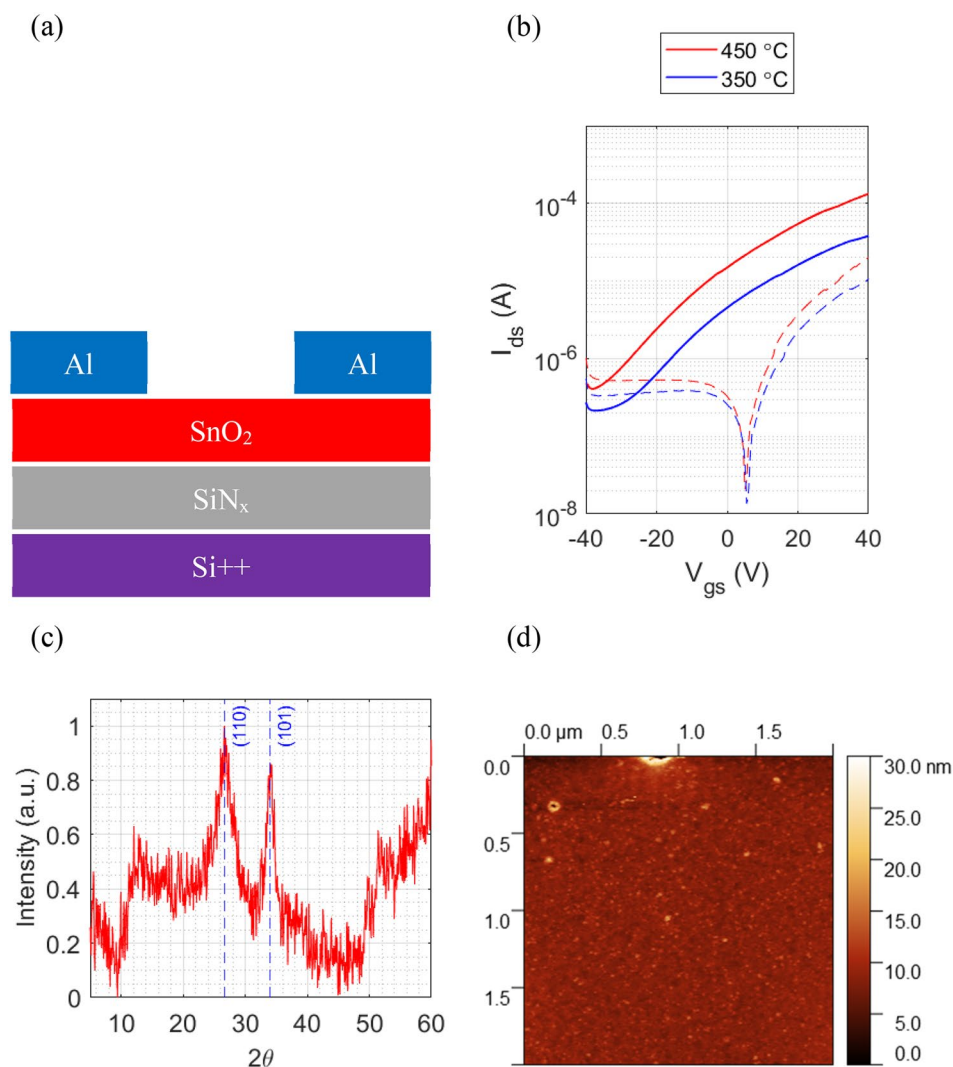 (a)
Al Al
SnO₂
SiNₓ
Si++
(b)
450 °C
350 °C
10⁻⁴
10⁻⁶
10⁻⁸
I_ds (A)
-40 -20 0 20 40
V_gs (V)
(c)
1
0.8
0.6
0.4
0.2
0
Intensity (a.u.)
(110)
(101)
10 20 30 40 50 60
2θ
(d)
0.0 μm 0.5 1.0 1.5
0.0
0.5
1.0
1.5
30.0 nm
25.0
20.0
15.0
10.0
5.0
0.0